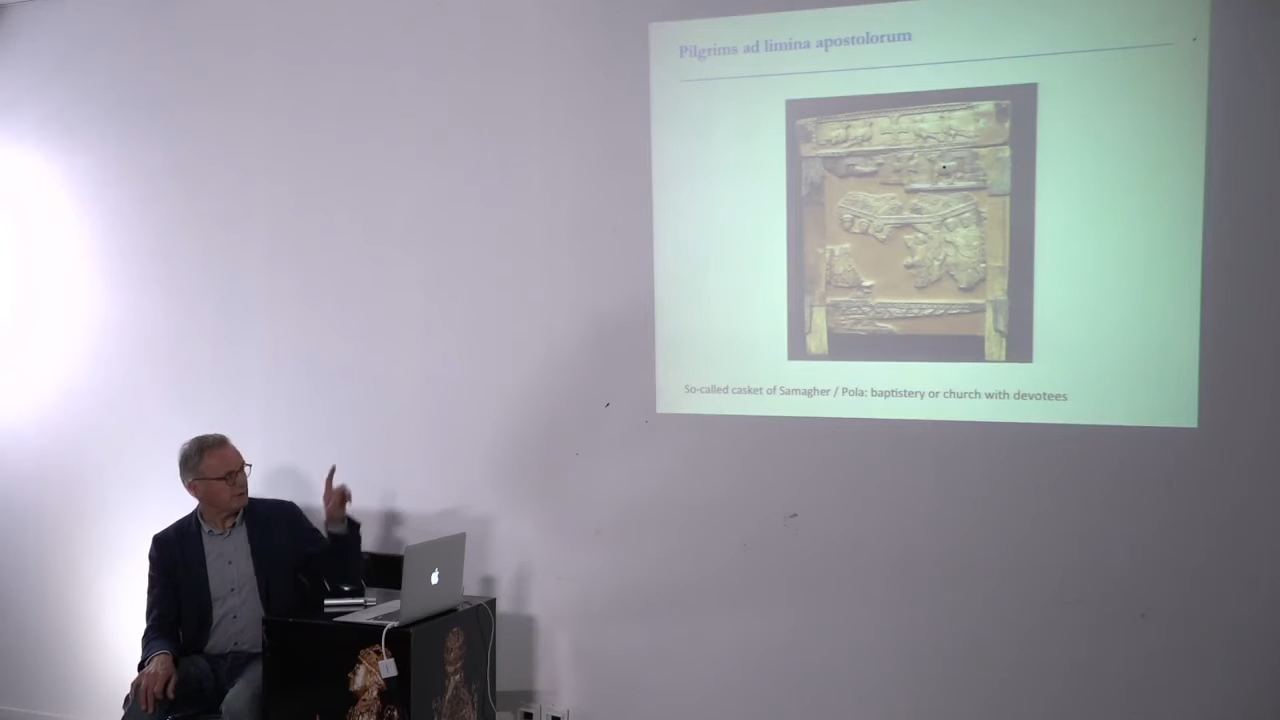 Pilgrims ad limina apostolorum
So-called casket of Samagher / Pola: baptistery or church with devotees